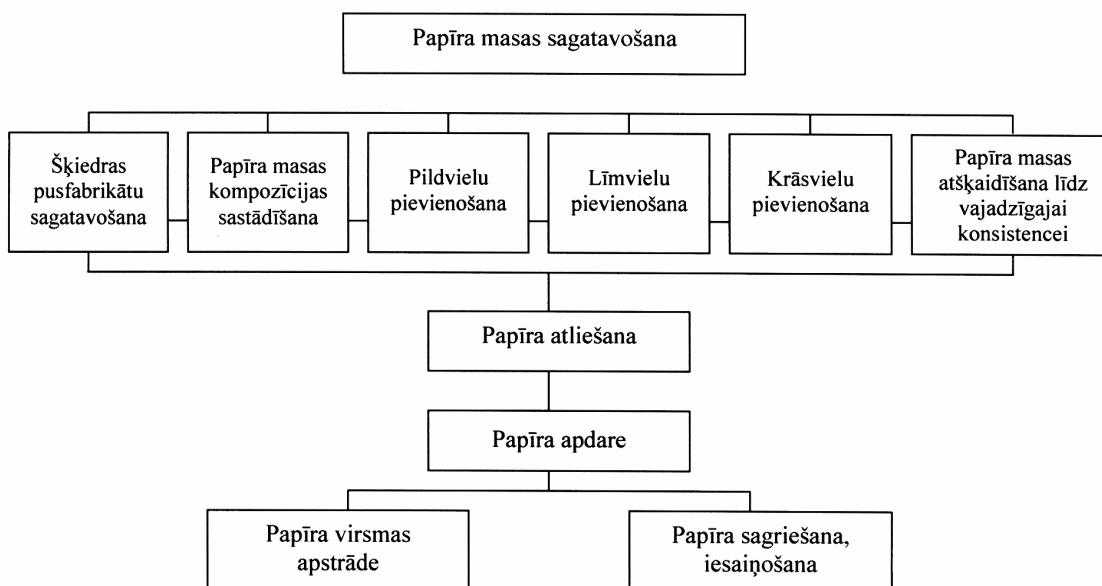 Papīra masas sagatavošana
Šķiedras
pusfabrikātu
sagatavošana
Papīra masas
kompozīcijas
sastādīšana
Pildvielu
pievienošana
Līmvielu
pievienošana
Krāsvielu
pievienošana
Papīra masas
atšķaidīšana līdz
vajadzīgajai
konsistencei
Papīra atliešana
Papīra apdare
Papīra virsmas
apstrāde
Papīra sagriešana,
iesaiņošana